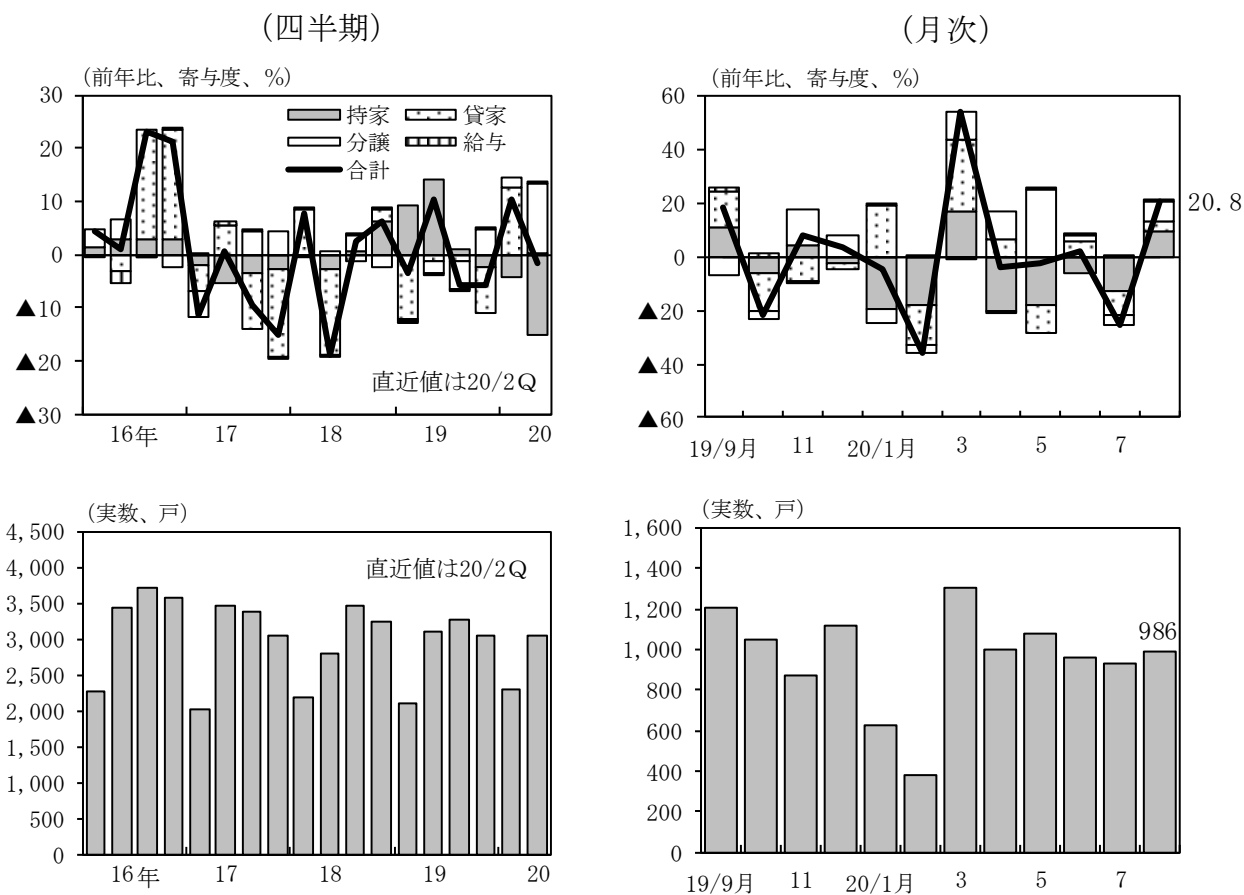 (四半期)
(前年比、寄与度、%)
持家
貸家
分譲
給与
合計
30
20
10
0
▲10
▲20
▲30
直近値は20/2Q
16年 17 18 19 20
(月次)
(前年比、寄与度、%)
60
40
20
0
▲20
▲40
▲60
20.8
19/9月 11 20/1月 3 5 7
(実数、戸)
4,500
4,000
3,500
3,000
2,500
2,000
1,500
1,000
500
0
直近値は20/2Q
16年 17 18 19 20
(実数、戸)
1,600
1,400
1,200
1,000
800
600
400
200
0
986
19/9月 11 20/1月 3 5 7